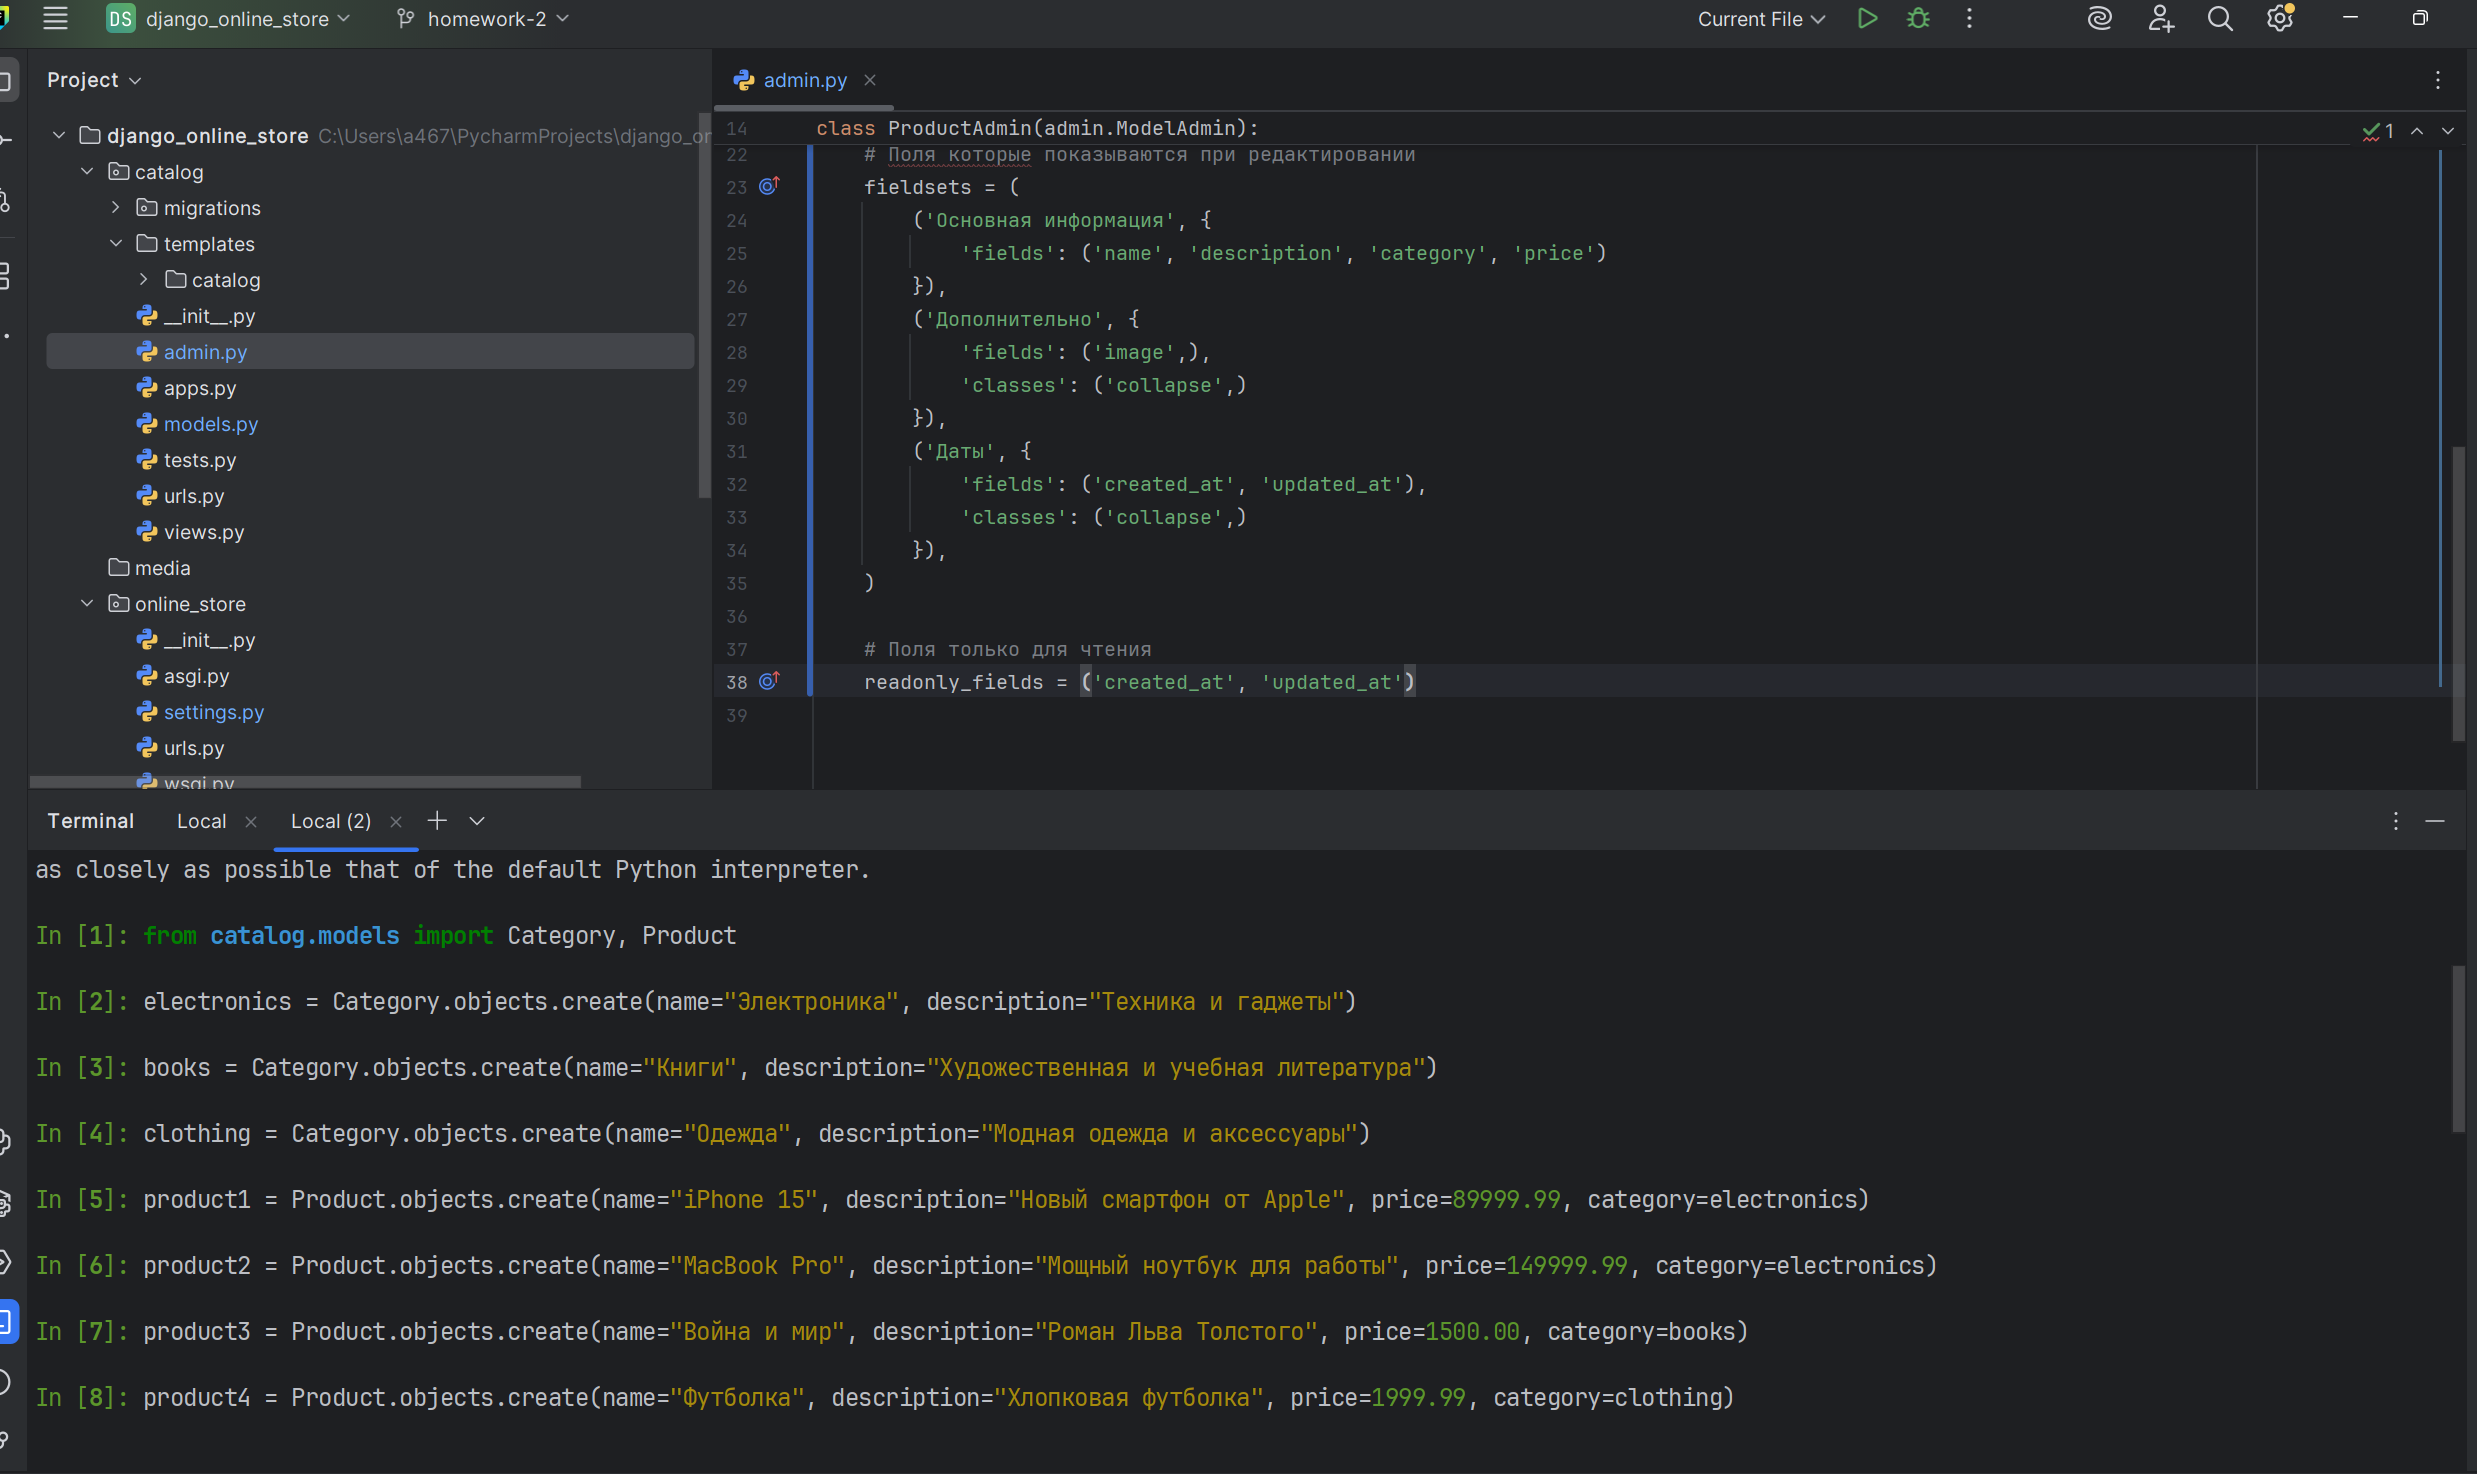 DS django_online_store homework-2 Current File
Project
django_online_store C:\Users\a467\PycharmProjects\django_or
catalog
migrations
templates
catalog
__init__.py
admin.py
apps.py
models.py
tests.py
urls.py
views.py
media
online_store
__init__.py
asgi.py
settings.py
urls.py
wsgi.py
admin.py
14 class ProductAdmin(admin.ModelAdmin):
1
22 # Поля которые показываются при редактировании
23 fieldsets = (
24 ('Основная информация', {
25 'fields': ('name', 'description', 'category', 'price')
26 }),
27 ('Дополнительно', {
28 'fields': ('image',),
29 'classes': ('collapse',)
30 }),
31 ('Даты', {
32 'fields': ('created_at', 'updated_at'),
33 'classes': ('collapse',)
34 }),
35 )
36
37 # Поля только для чтения
38 readonly_fields = ('created_at', 'updated_at')
39
Terminal Local Local (2)
as closely as possible that of the default Python interpreter.
In [1]: from catalog.models import Category, Product
In [2]: electronics = Category.objects.create(name="Электроника", description="Техника и гаджеты")
In [3]: books = Category.objects.create(name="Книги", description="Художественная и учебная литература")
In [4]: clothing = Category.objects.create(name="Одежда", description="Модная одежда и аксессуары")
In [5]: product1 = Product.objects.create(name="iPhone 15", description="Новый смартфон от Apple", price=89999.99, category=electronics)
In [6]: product2 = Product.objects.create(name="MacBook Pro", description="Мощный ноутбук для работы", price=149999.99, category=electronics)
In [7]: product3 = Product.objects.create(name="Война и мир", description="Роман Льва Толстого", price=1500.00, category=books)
In [8]: product4 = Product.objects.create(name="Футболка", description="Хлопковая футболка", price=1999.99, category=clothing)